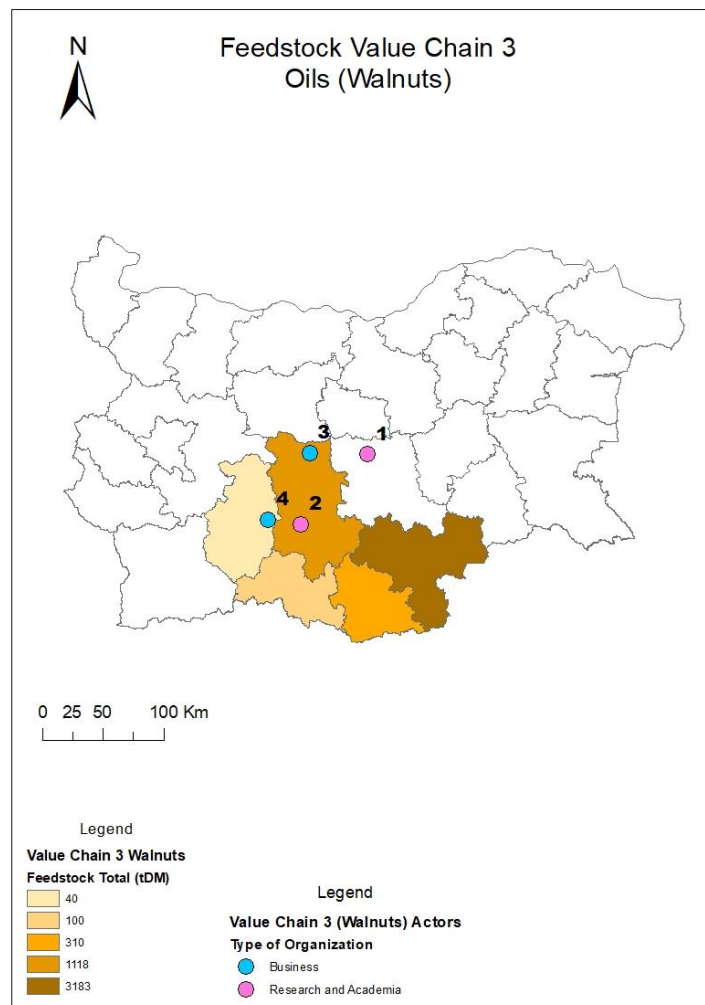 N
Feedstock Value Chain 3
Oils (Walnuts)
3
1
4
2
0 25 50 100 Km
Legend
Value Chain 3 Walnuts
Feedstock Total (tDM)
40
100
310
1118
3183
Legend
Value Chain 3 (Walnuts) Actors
Type of Organization
Business
Research and Academia